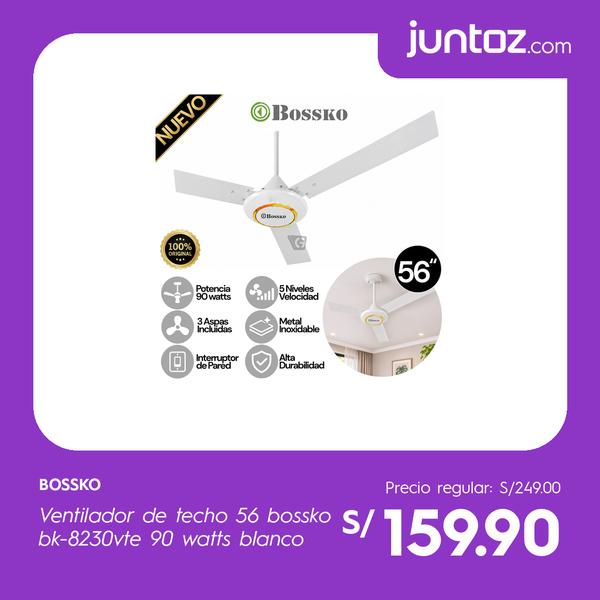 juntoz.com
NUEVO
BOSSKO
BOSSKO
100%
ORIGINAL
56"
Potencia
90 watts
5 Niveles
Velocidad
3 Aspas
Incluidas
Metal
Inoxidable
Interruptor
de Pared
Alta
Durabilidad
BOSSKO
Precio regular: S/249.00
Ventilador de techo 56 bossko
bk-8230vte 90 watts blanco
S/159.90